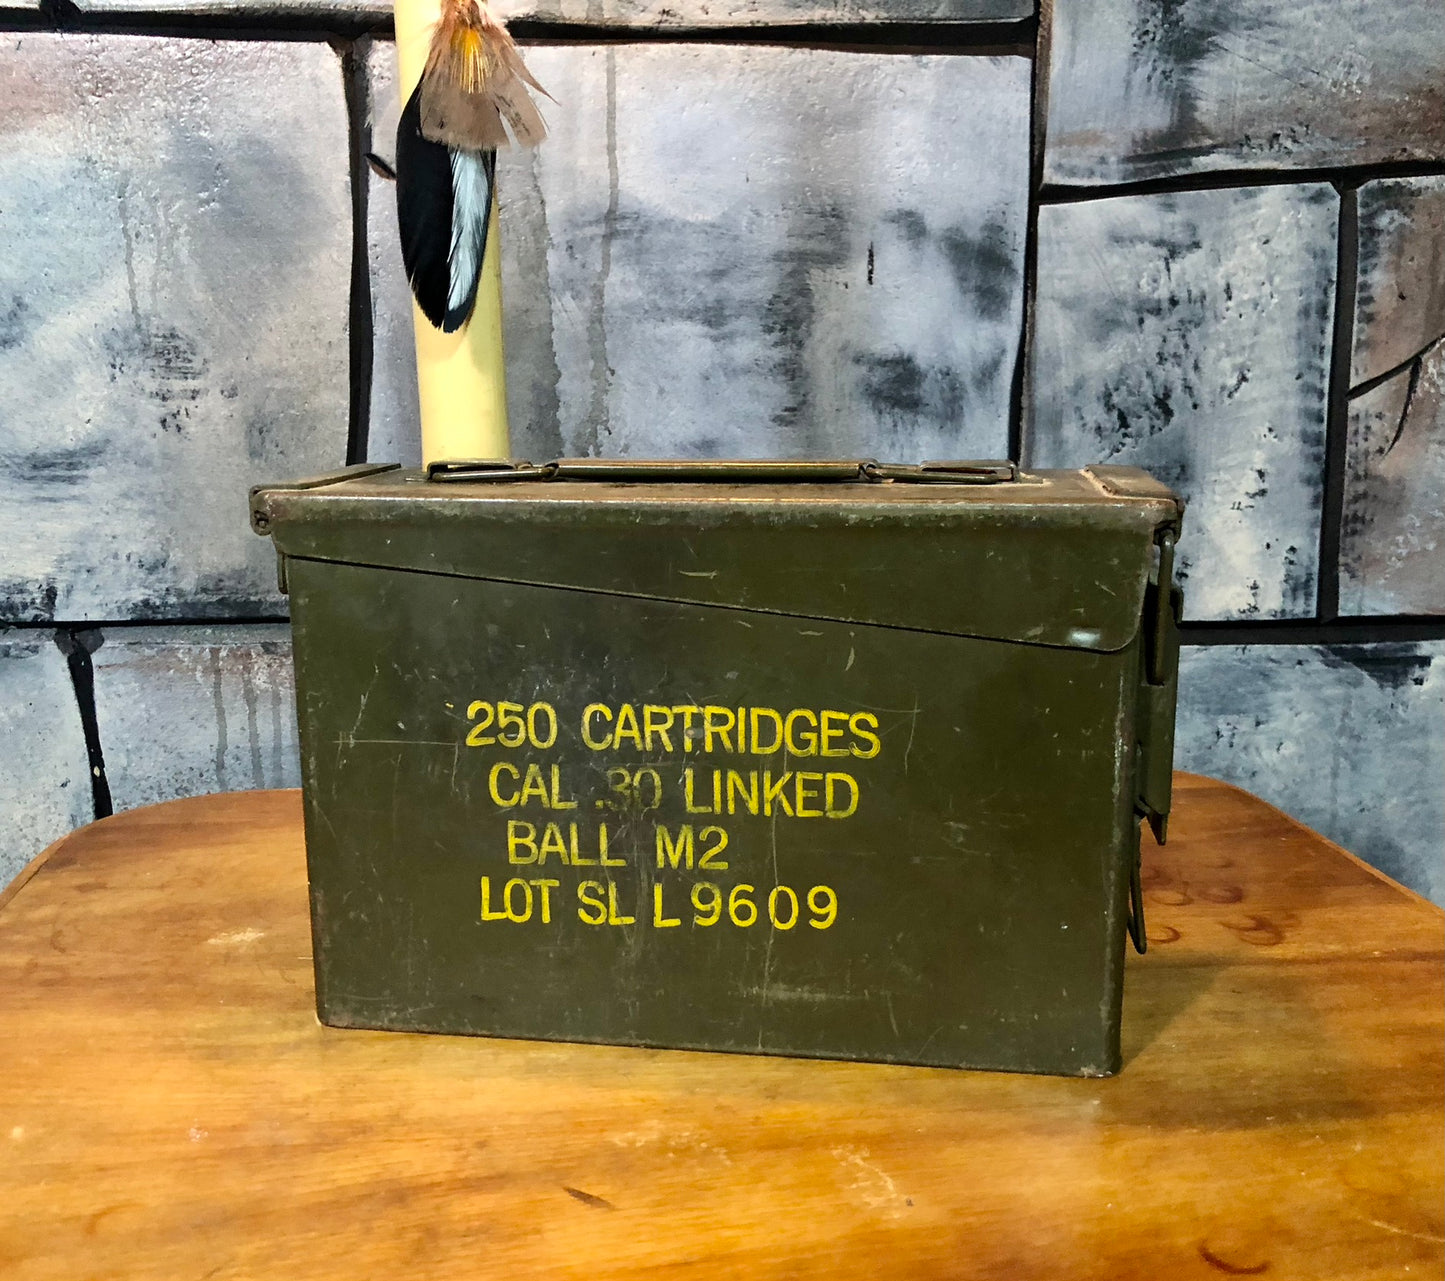 250 CARTRIDGES
CAL .30 LINKED
BALL M2
LOT SL L9609